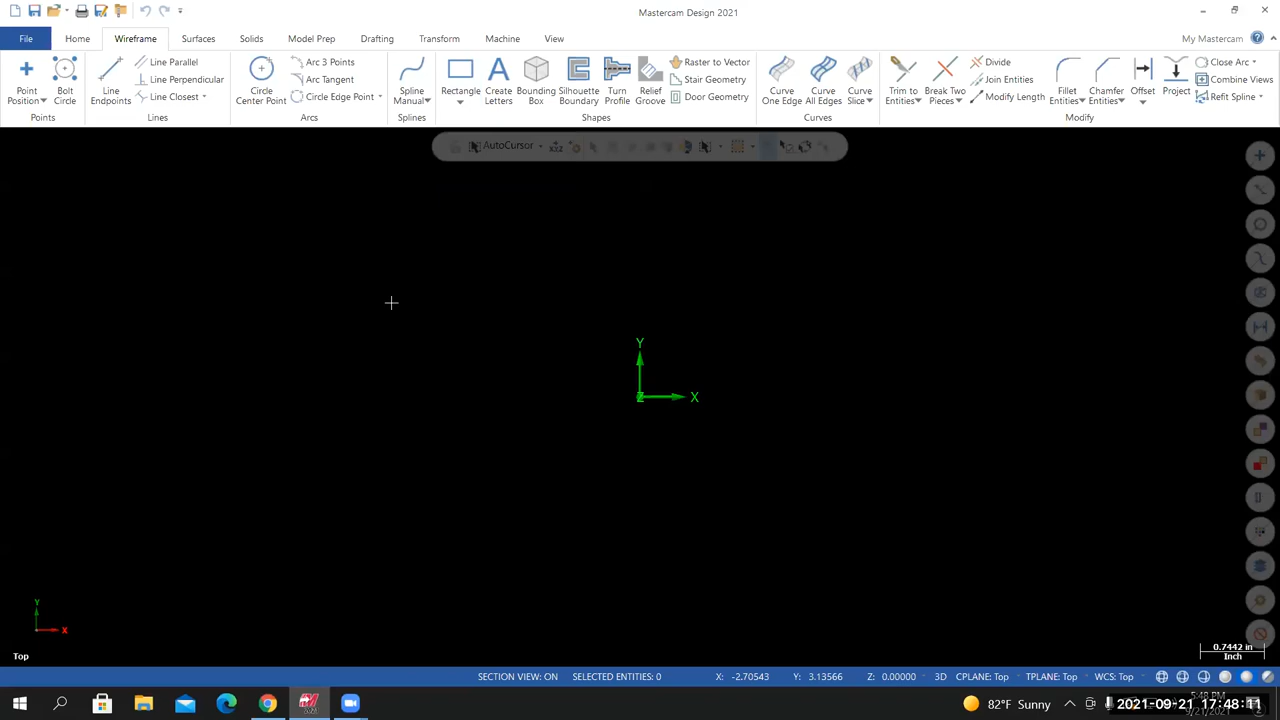 Mastercam Design 2021
File Home Wireframe Surfaces Solids Model Prep Drafting Transform Machine View My Mastercam
Point
Position
Points
Bolt
Circle
Line
Endpoints
Line Parallel
Line Perpendicular
Line Closest
Lines
Circle
Center Point
Arc 3 Points
Arc Tangent
Circle Edge Point
Arcs
Spline
Manual
Splines
Rectangle
Create
Letters
Bounding
Box
Silhouette
Boundary
Turn
Profile
Relief
Groove
Raster to Vector
Stair Geometry
Door Geometry
Shapes
Curve
One Edge
Curve
All Edges
Curve
Slice
Curves
Trim to
Entities
Break Two
Pieces
Divide
Join Entities
Modify Length
Fillet
Entities
Chamfer
Entities
Offset
Project
Close Arc
Combine Views
Refit Spline
Modify
AutoCursor
Y
Z
X
Y
X
Top
0.7442 in
Inch
SECTION VIEW: ON SELECTED ENTITIES: 0 X: -2.70543 Y: 3.13566 Z: 0.00000 3D CPLANE: Top TPLANE: Top WCS: Top
82°F Sunny
5:48 PM
2021-09-21 17:48:11
9/21/2021